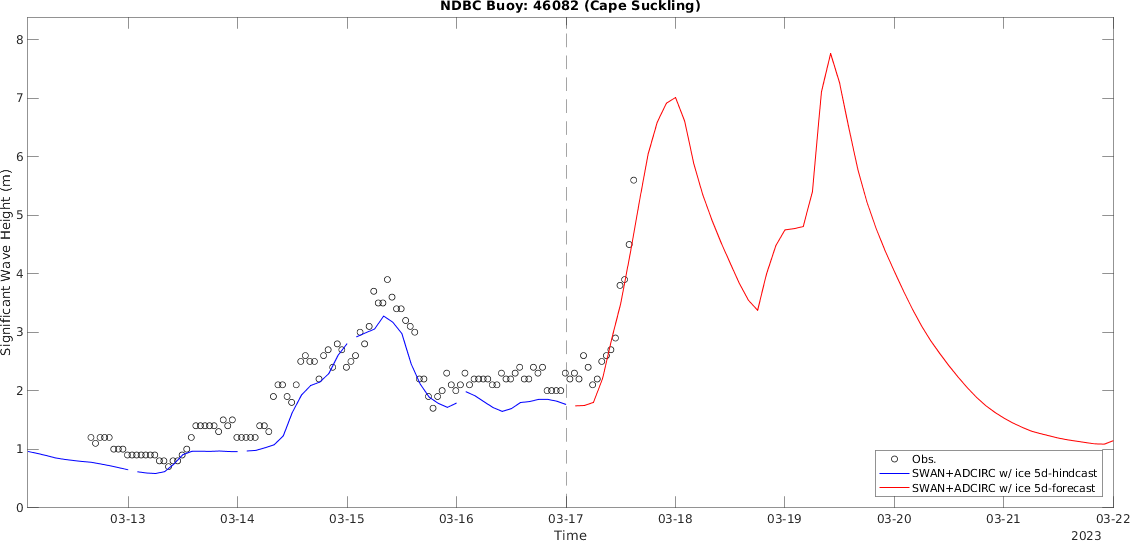 NDBC Buoy: 46082 (Cape Suckling)
8
7
6
5
4
3
2
1
0
Significant Wave Height (m)
Obs.
SWAN+ADCIRC w/ ice 5d-hindcast
SWAN+ADCIRC w/ ice 5d-forecast
03-13 03-14 03-15 03-16 03-17 03-18 03-19 03-20 03-21 03-22
Time
2023